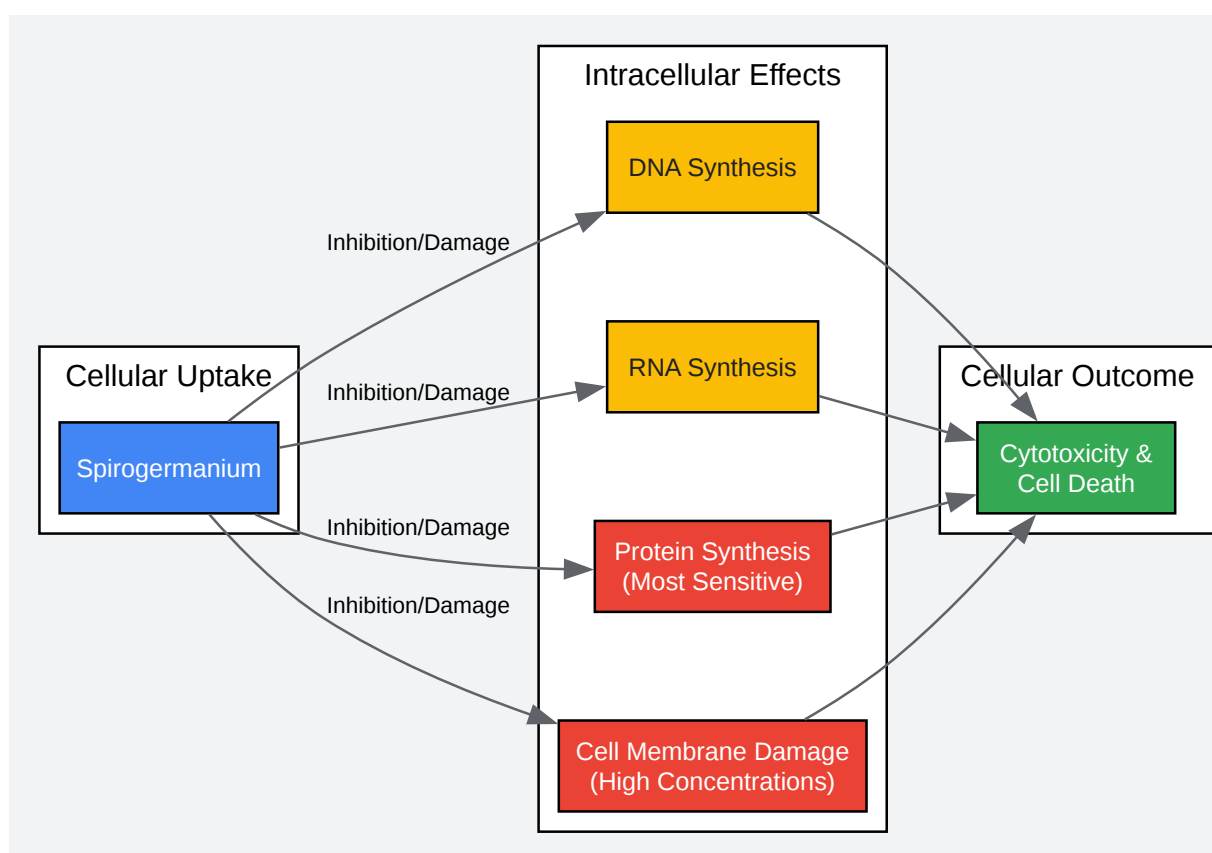 Cellular Uptake
Spirogermanium
Inhibition/Damage
Inhibition/Damage
Inhibition/Damage
Inhibition/Damage
Intracellular Effects
DNA Synthesis
RNA Synthesis
Protein Synthesis
(Most Sensitive)
Cell Membrane Damage
(High Concentrations)
Cellular Outcome
Cytotoxicity &
Cell Death